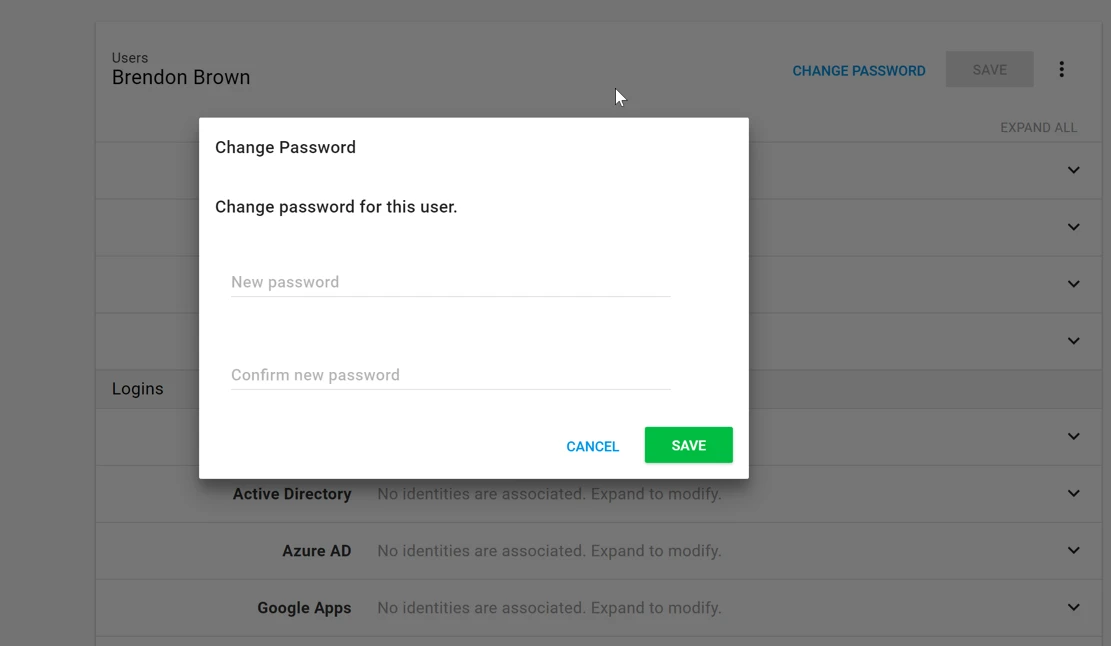 Users
Brendon Brown
CHANGE PASSWORD
SAVE
EXPAND ALL
Change Password
Change password for this user.
New password
Confirm new password
CANCEL
SAVE
Logins
Active Directory No identities are associated. Expand to modify.
Azure AD No identities are associated. Expand to modify.
Google Apps No identities are associated. Expand to modify.